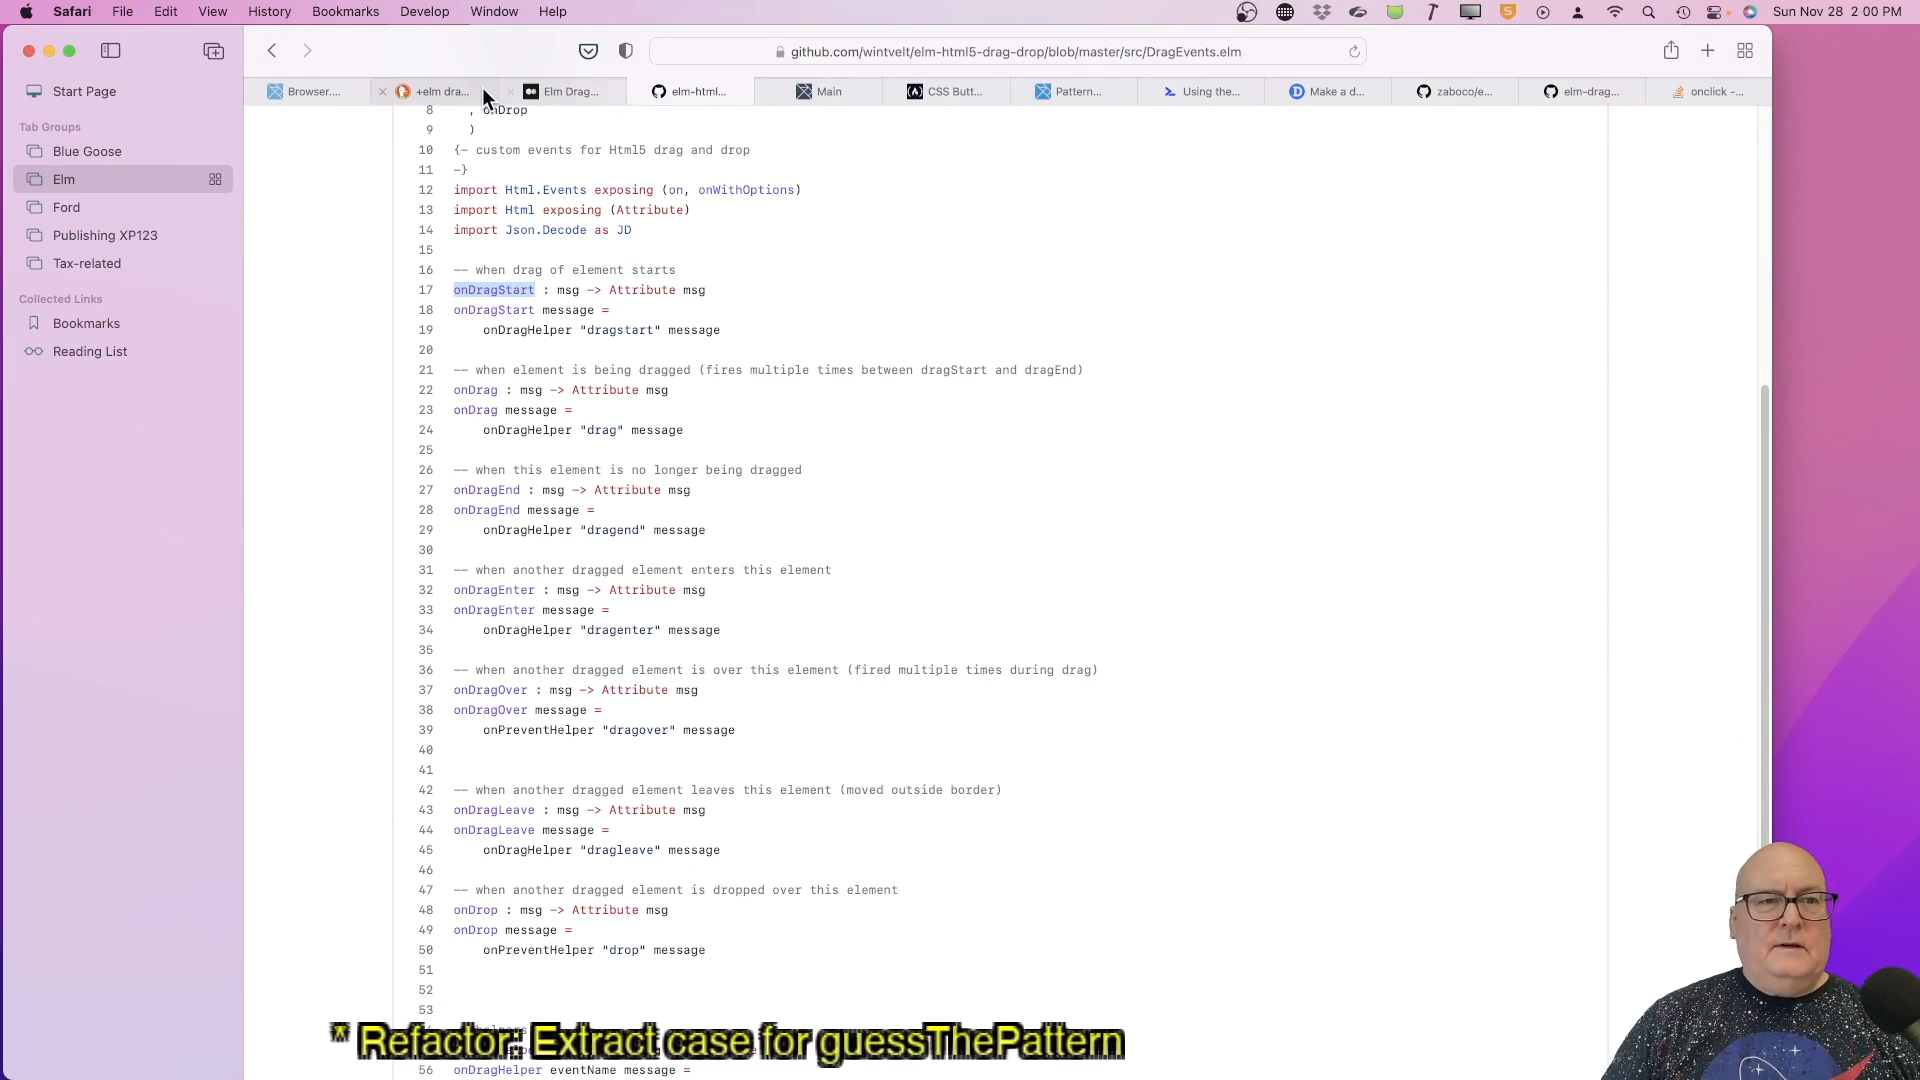 Safari File Edit View History Bookmarks Develop Window Help
Sun Nov 28 2:00 PM
github.com/wintvelt/elm-html5-drag-drop/blob/master/src/DragEvents.elm
Browser.... +elm dra... Elm Drag... elm-html... Main CSS Butt... Pattern... Using the... Make a d... zaboco/e... elm-drag... onclick -...
Start Page
Tab Groups
Blue Goose
Elm
Ford
Publishing XP123
Tax-related
Collected Links
Bookmarks
Reading List
8 , onDrop
9 )
10 {- custom events for Html5 drag and drop
11 -}
12 import Html.Events exposing (on, onWithOptions)
13 import Html exposing (Attribute)
14 import Json.Decode as JD
15
16 -- when drag of element starts
17 onDragStart : msg -> Attribute msg
18 onDragStart message =
19 onDragHelper "dragstart" message
20
21 -- when element is being dragged (fires multiple times between dragStart and dragEnd)
22 onDrag : msg -> Attribute msg
23 onDrag message =
24 onDragHelper "drag" message
25
26 -- when this element is no longer being dragged
27 onDragEnd : msg -> Attribute msg
28 onDragEnd message =
29 onDragHelper "dragend" message
30
31 -- when another dragged element enters this element
32 onDragEnter : msg -> Attribute msg
33 onDragEnter message =
34 onDragHelper "dragenter" message
35
36 -- when another dragged element is over this element (fired multiple times during drag)
37 onDragOver : msg -> Attribute msg
38 onDragOver message =
39 onPreventHelper "dragover" message
40
41
42 -- when another dragged element leaves this element (moved outside border)
43 onDragLeave : msg -> Attribute msg
44 onDragLeave message =
45 onDragHelper "dragleave" message
46
47 -- when another dragged element is dropped over this element
48 onDrop : msg -> Attribute msg
49 onDrop message =
50 onPreventHelper "drop" message
51
52
53
* Refactor: Extract case for guessThePattern
56 onDragHelper eventName message =